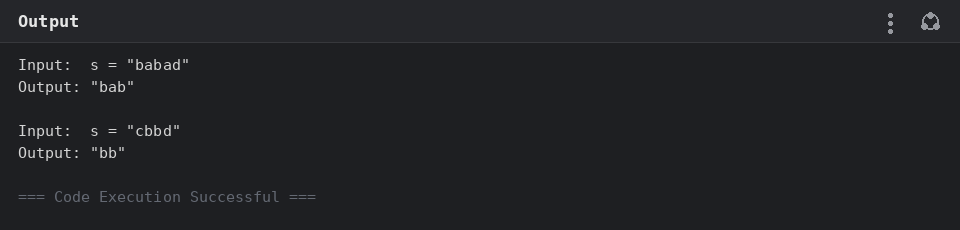 Output
Input:  s = "babad"
Output: "bab"
Input:  s = "cbbd"
Output: "bb"
=== Code Execution Successful ===